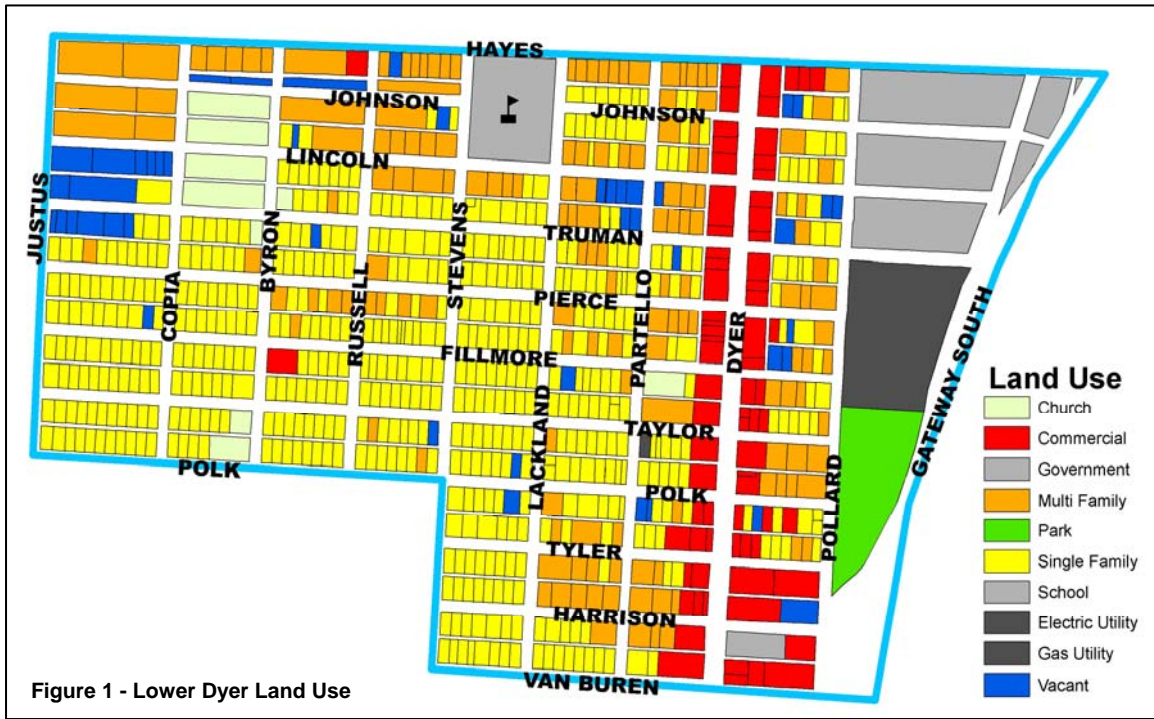 HAYES
JOHNSON
JOHNSON
LINCOLN
JUSTUS
BYRON
STEVENS
TRUMAN
COPIA
RUSSELL
PIERCE
PARTELLO
DYER
GATEWAY SOUTH
FILLMORE
LACKLAND
TAYLOR
POLK
POLK
POLLARD
TYLER
HARRISON
VAN BUREN
Land Use
Church
Commercial
Government
Multi Family
Park
Single Family
School
Electric Utility
Gas Utility
Vacant
Figure 1 - Lower Dyer Land Use